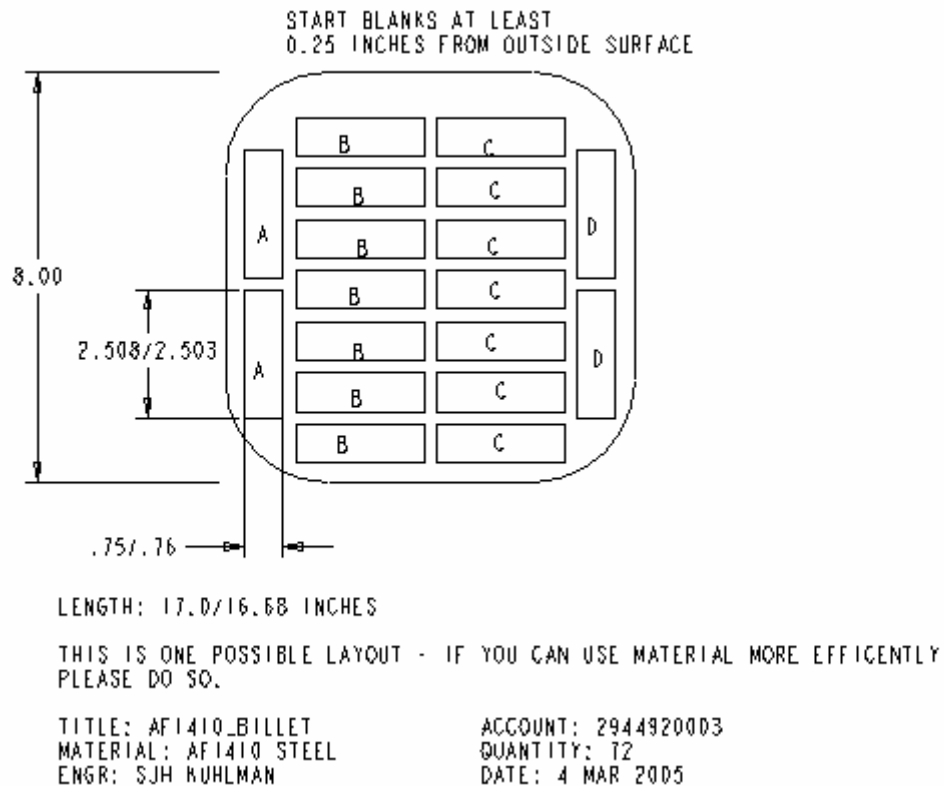 START BLANKS AT LEAST
0.25 INCHES FROM OUTSIDE SURFACE
B C
B C
A B C D
8.00
B C
2.508/2.503
B C
A B C D
B C
.75/.76
LENGTH: 17.0/16.68 INCHES
THIS IS ONE POSSIBLE LAYOUT - IF YOU CAN USE MATERIAL MORE EFFICENTLY
PLEASE DO SO.
TITLE: AF1410_BILLET ACCOUNT: 2944920003
MATERIAL: AF1410 STEEL QUANTITY: 72
ENGR: SJH KUHLMAN DATE: 4 MAR 2005